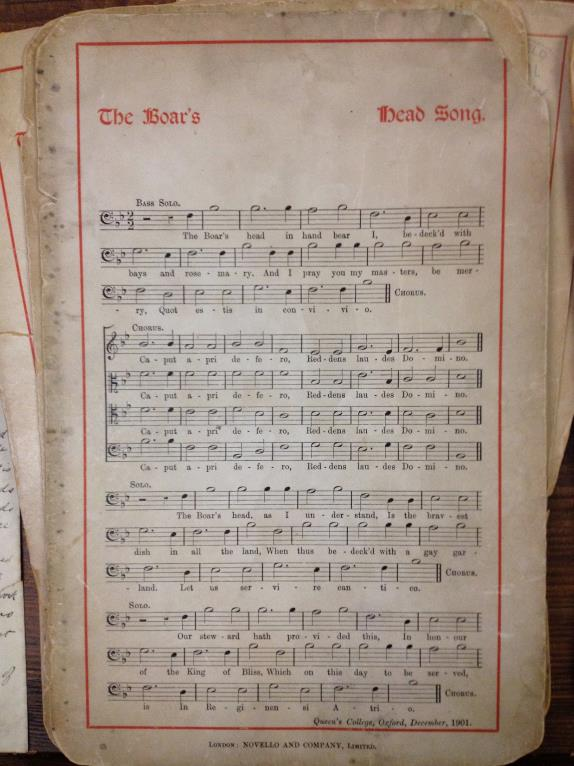 The Boar's Head Song.
BASS SOLO.
The Boar's head in hand bear I, be - deck'd with
bays and rose - ma - ry. And I pray you my mas - ters, be mer -
- ry, Quot es - tis in con - vi - vi - o.
CHORUS.
CHORUS.
Ca - put a - pri de - fe - ro, Red - dens lau - des Do - mi - no.
Ca - put a - pri de - fe - ro, Red - dens lau - des Do - mi - no.
Ca - put a - pri de - fe - ro, Red - dens lau - des Do - mi - no.
Ca - put a - pri de - fe - ro, Red - dens lau - des Do - mi - no.
SOLO.
The Boar's head, as I un - der - stand, Is the brav - est
dish in all the land, When thus be - deck'd with a gay gar -
- land. Let us ser - vi - re can - ti - co.
CHORUS.
SOLO.
Our stew - ard hath pro - vi - ded this, In hon - our
of the King of Bliss, Which on this day to be ser - ved,
is In Re - gi - nen - si A - tri - o.
CHORUS.
Queen's College, Oxford, December, 1901.
LONDON: NOVELLO AND COMPANY, LIMITED.